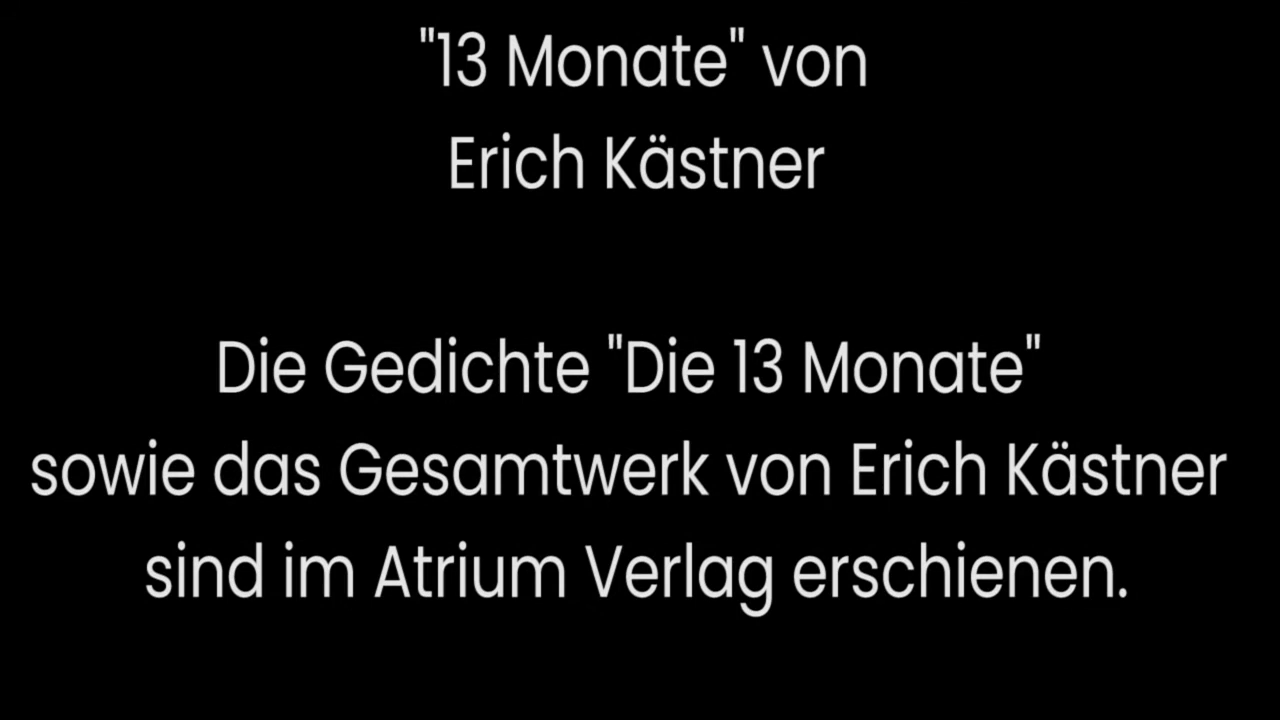 "13 Monate" von
Erich Kästner
Die Gedichte "Die 13 Monate"
sowie das Gesamtwerk von Erich Kästner
sind im Atrium Verlag erschienen.